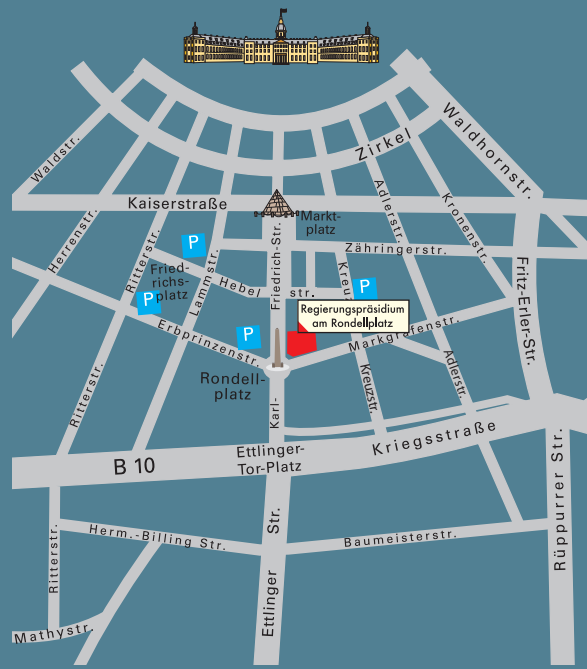 Waldstr.
Zirkel
Waldhornstr.
Kaiserstraße
Markt-
platz
Adlerstr.
Kronenstr.
Herrenstr.
Ritterstr.
P
Lammstr.
Friedrich-Str.
Zähringerstr.
Fried-
richs-
platz
Hebel
str.
Kreuz
P
P
Fritz-Erler-Str.
Regierungspräsidium
am Rondellplatz
Erbprinzenstr.
P
Markgrafenstr.
Rondell-
platz
Kreuzstr.
Adlerstr.
Ritterstr.
Karl-
Kriegsstraße
B 10
Ettlinger-
Tor-Platz
Rüppurrer Str.
Herm.-Billing Str.
Baumeisterstr.
Ritterstr.
Ettlinger Str.
Mathystr.